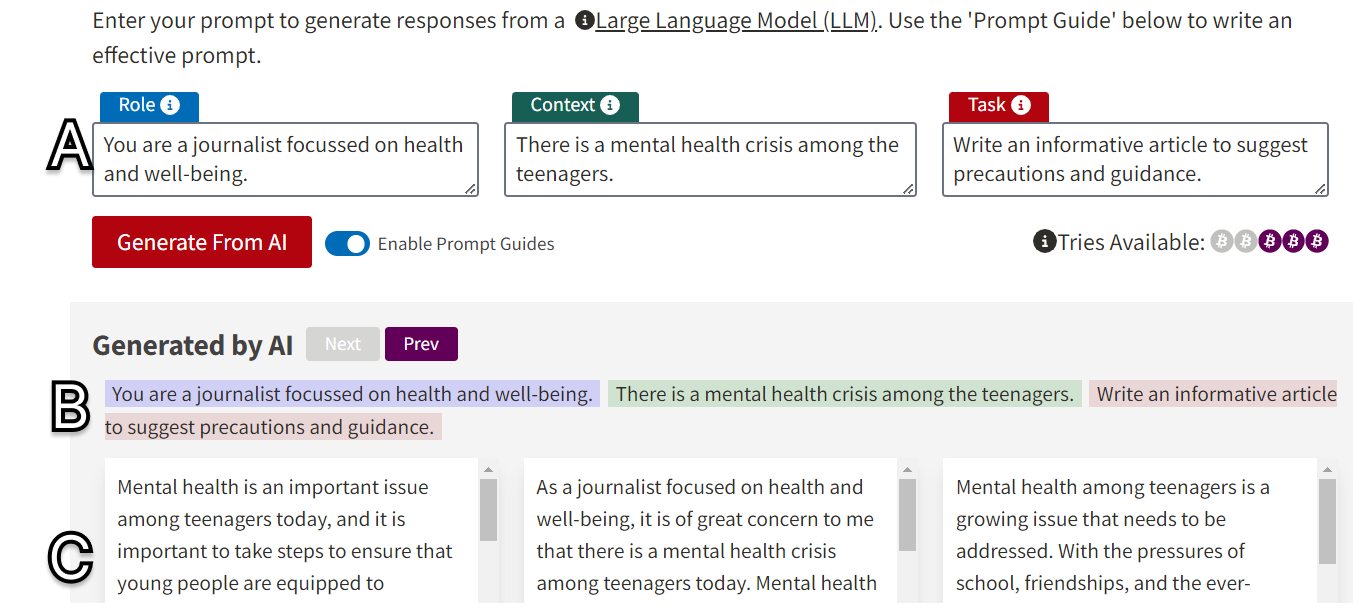 Enter your prompt to generate responses from a Large Language Model (LLM). Use the 'Prompt Guide' below to write an
effective prompt.
Role Context Task
A
You are a journalist focussed on health
and well-being.
There is a mental health crisis among the
teenagers.
Write an informative article to suggest
precautions and guidance.
Generate From AI Enable Prompt Guides Tries Available:
Generated by AI Next Prev
B
You are a journalist focussed on health and well-being. There is a mental health crisis among the teenagers. Write an informative article
to suggest precautions and guidance.
C
Mental health is an important issue
among teenagers today, and it is
important to take steps to ensure that
young people are equipped to
As a journalist focused on health and
well-being, it is of great concern to me
that there is a mental health crisis
among teenagers today. Mental health
Mental health among teenagers is a
growing issue that needs to be
addressed. With the pressures of
school, friendships, and the ever-